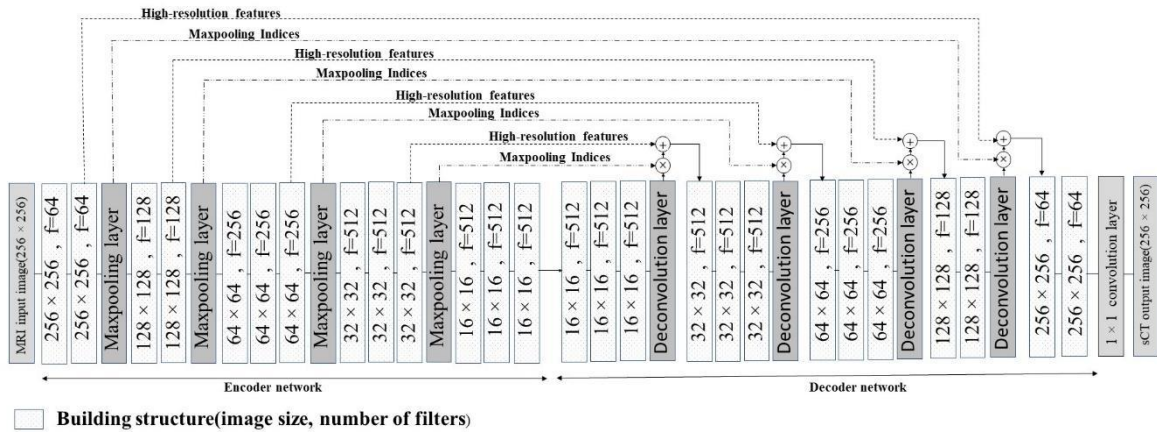 High-resolution features
Maxpooling Indices
High-resolution features
Maxpooling Indices
High-resolution features
Maxpooling Indices
High-resolution features
Maxpooling Indices
MRI input image(256 × 256)
256 × 256 , f=64
256 × 256 , f=64
Maxpooling layer
128 × 128 , f=128
128 × 128 , f=128
Maxpooling layer
64 × 64 , f=256
64 × 64 , f=256
64 × 64 , f=256
Maxpooling layer
32 × 32 , f=512
32 × 32 , f=512
32 × 32 , f=512
Maxpooling layer
16 × 16 , f=512
16 × 16 , f=512
16 × 16 , f=512
16 × 16 , f=512
16 × 16 , f=512
16 × 16 , f=512
Deconvolution layer
×
+
32 × 32 , f=512
32 × 32 , f=512
32 × 32 , f=512
Deconvolution layer
×
+
64 × 64 , f=256
64 × 64 , f=256
64 × 64 , f=256
Deconvolution layer
×
+
128 × 128 , f=128
128 × 128 , f=128
Deconvolution layer
×
+
256 × 256 , f=64
256 × 256 , f=64
1 × 1 convolution layer
sCT output image(256 × 256)
Encoder network
Decoder network
Building structure(image size, number of filters)